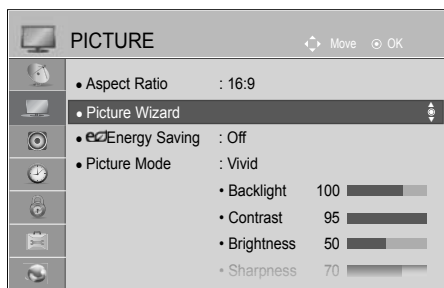 PICTURE
Move OK
• Aspect Ratio : 16:9
• Picture Wizard
• Energy Saving : Off
• Picture Mode : Vivid
• Backlight 100
• Contrast 95
• Brightness 50
• Sharpness 70